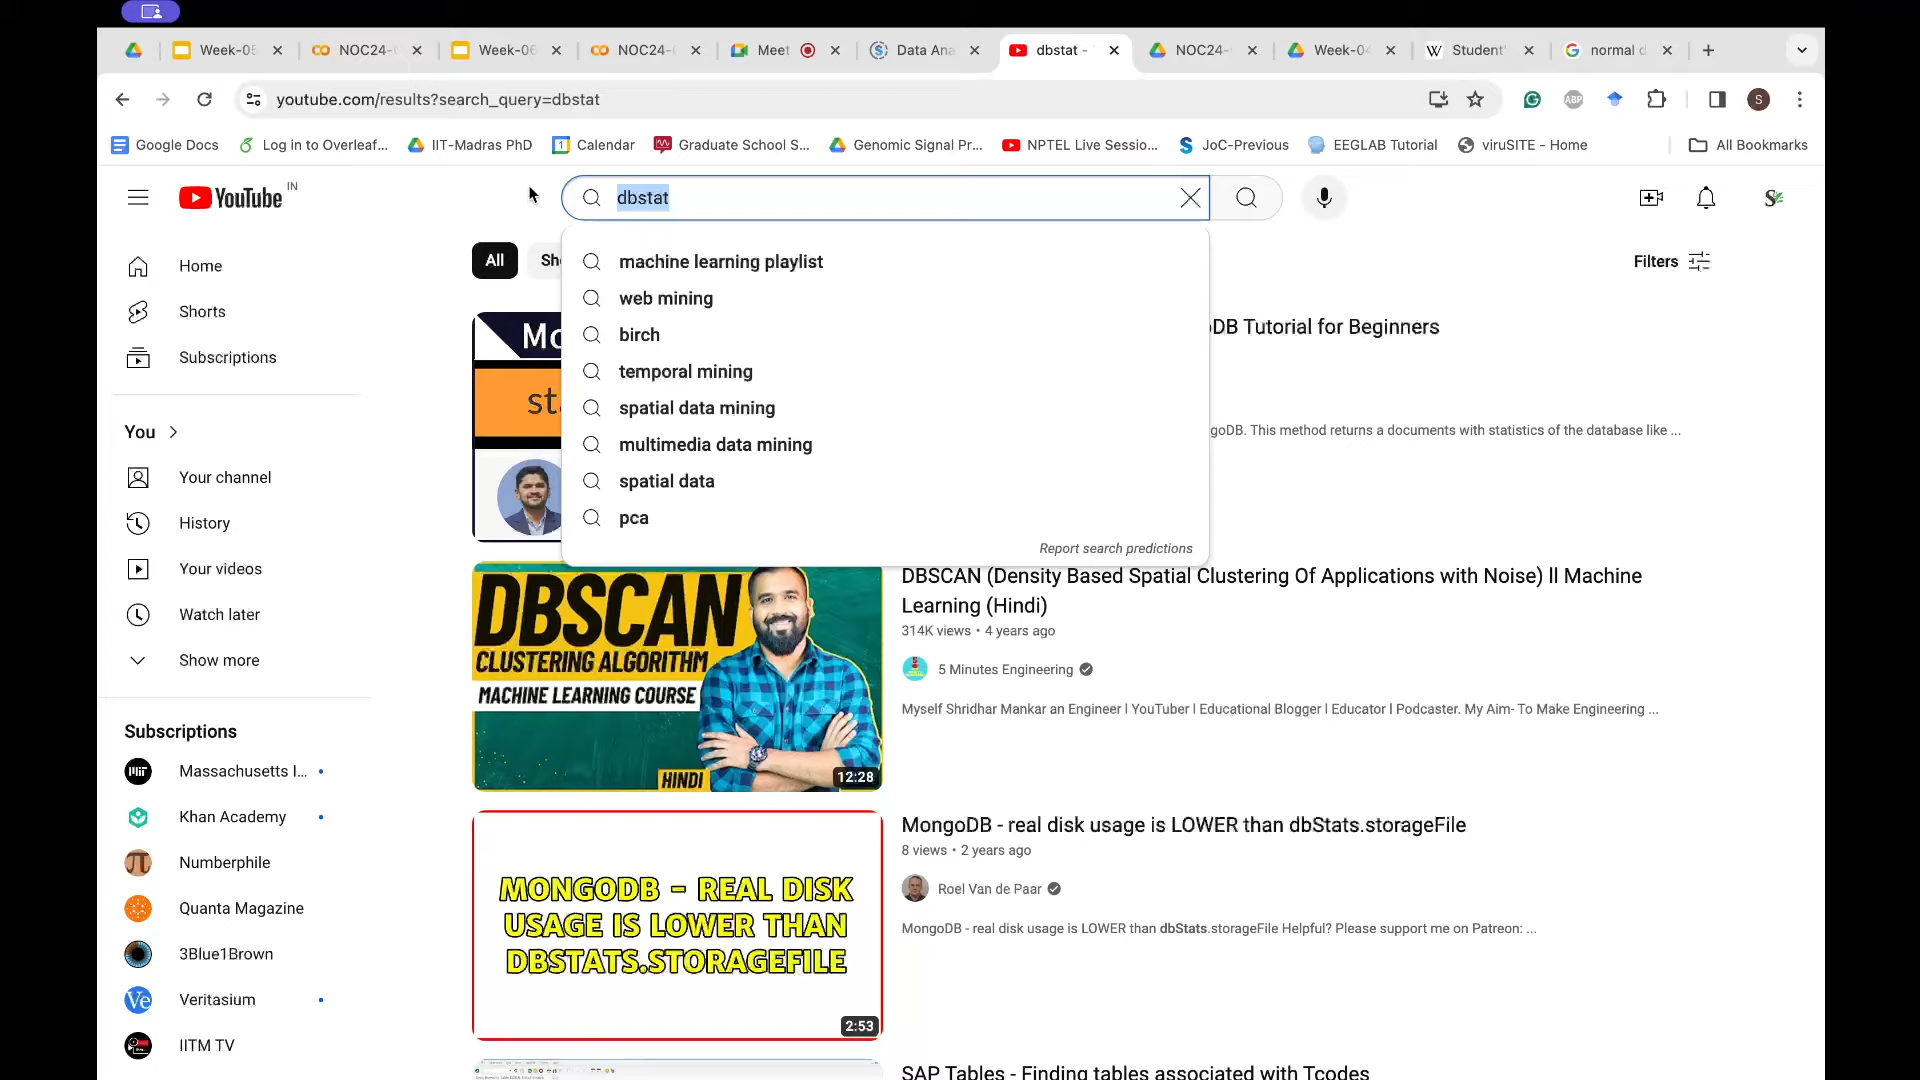 Week-05
NOC24-
Week-06
NOC24-
Meet
Data Ana
dbstat -
NOC24-
Week-04
Student'
normal d
youtube.com/results?search_query=dbstat
ABP
S
Google Docs
Log in to Overleaf...
IIT-Madras PhD
1
Calendar
Graduate School S...
Genomic Signal Pr...
NPTEL Live Sessio...
JoC-Previous
EEGLAB Tutorial
viruSITE - Home
All Bookmarks
YouTube IN
dbstat
Home
Shorts
Subscriptions
You
Your channel
History
Your videos
Watch later
Show more
Subscriptions
Massachusetts I...
Khan Academy
Numberphile
Quanta Magazine
3Blue1Brown
Veritasium
IITM TV
All
Sho
Filters
machine learning playlist
web mining
birch
temporal mining
spatial data mining
multimedia data mining
spatial data
pca
Report search predictions
Mo
sta
DB Tutorial for Beginners
goDB. This method returns a documents with statistics of the database like ...
DBSCAN
CLUSTERING ALGORITHM
MACHINE LEARNING COURSE
HINDI
12:28
DBSCAN (Density Based Spatial Clustering Of Applications with Noise) ll Machine
Learning (Hindi)
314K views • 4 years ago
5 Minutes Engineering
Myself Shridhar Mankar an Engineer l YouTuber l Educational Blogger l Educator l Podcaster. My Aim- To Make Engineering ...
MONGODB - REAL DISK
USAGE IS LOWER THAN
DBSTATS.STORAGEFILE
2:53
MongoDB - real disk usage is LOWER than dbStats.storageFile
8 views • 2 years ago
Roel Van de Paar
MongoDB - real disk usage is LOWER than dbStats.storageFile Helpful? Please support me on Patreon: ...
SAP Tables - Finding tables associated with Tcodes